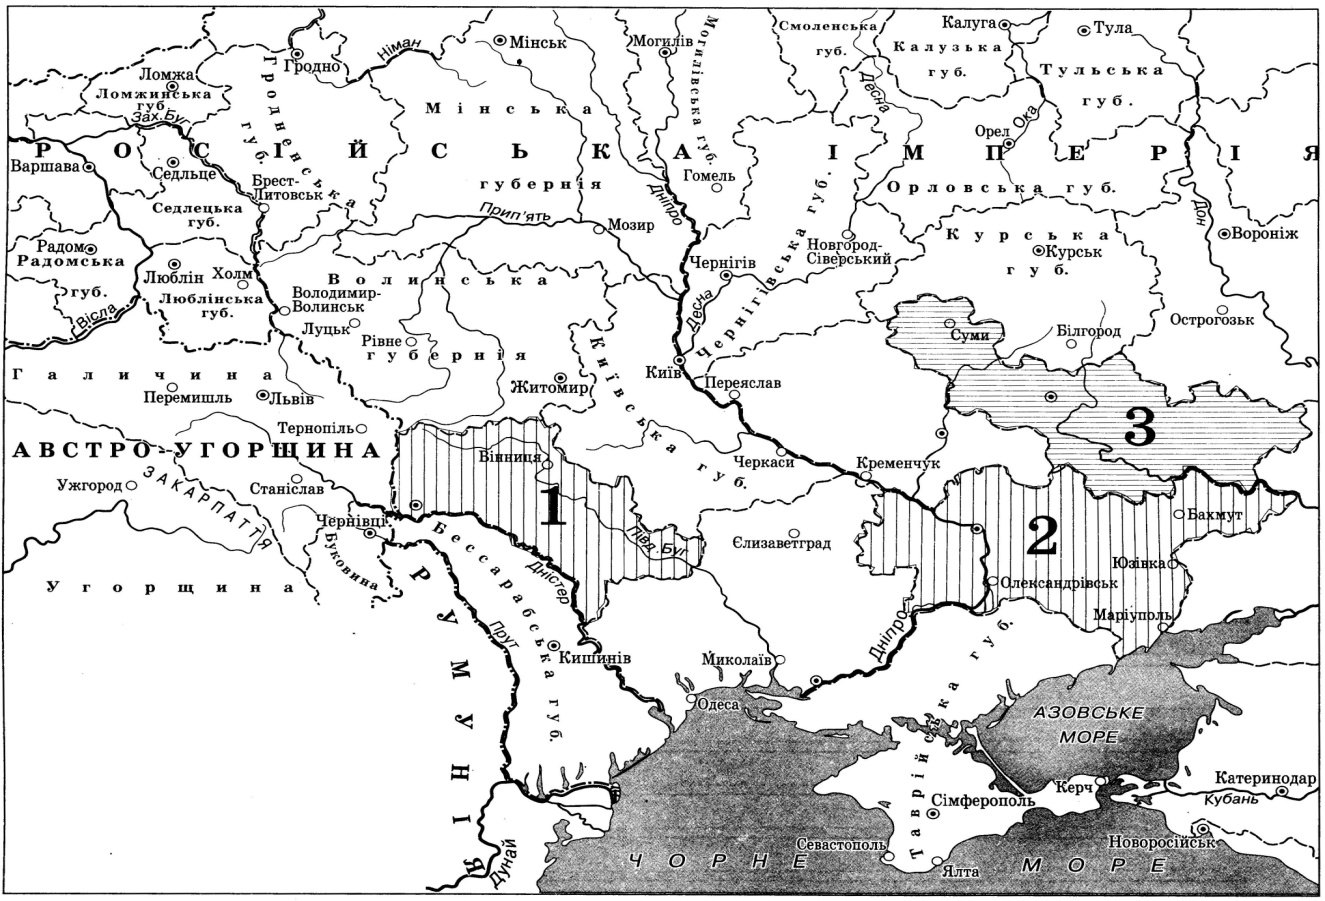 Калуга
Тула
Смоленська
губ.
Калузька
губ.
Тульська
губ.
Мінськ
Могилів
Могилівська губ.
Німан
Гродно
Ломжа
Ломжинська
губ.
Зах. Буг
Гродненська
губ.
Мінська
губернія
Десна
Ока
Орел
РОСІЙСЬКА ІМПЕРІЯ
Варшава
Седльце
Брест-
Литовськ
Гомель
Дніпро
Орловська губ.
Седлецька
губ.
Прип'ять
Мозир
Новгород-
Сіверський
Курська
губ.
Курськ
Дон
Вороніж
Радом
Радомська
губ.
Люблін
Холм
Люблінська
губ.
Вісла
Чернігів
Десна
Чернігівська губ.
Волинська
губернія
Володимир-
Волинськ
Луцьк
Рівне
Острогозьк
Суми
Білгород
Київ
Київська губ.
Галичина
Перемишль
Львів
Житомир
Переяслав
Тернопіль
АВСТРО-УГОРЩИНА
3
Вінниця
Черкаси
Кременчук
Ужгород
ЗАКАРПАТТЯ
Станіслав
1
2
Бахмут
Чернівці
Буковина
Бессарабська губ.
Півд. Буг
Єлизаветград
Юзівка
Угорщина
РУМУНІЯ
Дністер
Олександрівськ
Маріуполь
Прут
Кишинів
Миколаїв
Дніпро
Одеса
Таврійська губ.
АЗОВСЬКЕ
МОРЕ
Керч
Катеринодар
Кубань
Сімферополь
Новоросійськ
Севастополь
Ялта
Дунай
ЧОРНЕ МОРЕ